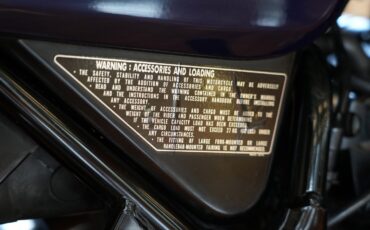 WARNING : ACCESSORIES AND LOADING
• THE SAFETY, STABILITY AND HANDLING OF THIS MOTORCYCLE MAY BE ADVERSELY
AFFECTED BY THE ADDITION OF ACCESSORIES AND CARGO.
• READ AND UNDERSTAND THE WARNING CONTAINED IN THE OWNER'S MANUAL
AND THE INSTRUCTIONS IN THE ACCESSORY HANDBOOK BEFORE INSTALLING
ANY ACCESSORY.
• THE WEIGHT OF ACCESSORIES AND CARGO MUST BE ADDED TO
THE WEIGHT OF THE RIDER AND PASSENGER WHEN DETERMINING
IF THE VEHICLE CAPACITY LOAD HAS BEEN EXCEEDED.
• THE CARGO LOAD MUST NOT EXCEED KG UNDER
ANY CIRCUMSTANCES.
• THE FITTING OF LARGE FORK-MOUNTED OR LARGE
HANDLEBAR-MOUNTED FAIRING IS NOT RECOMMENDED.